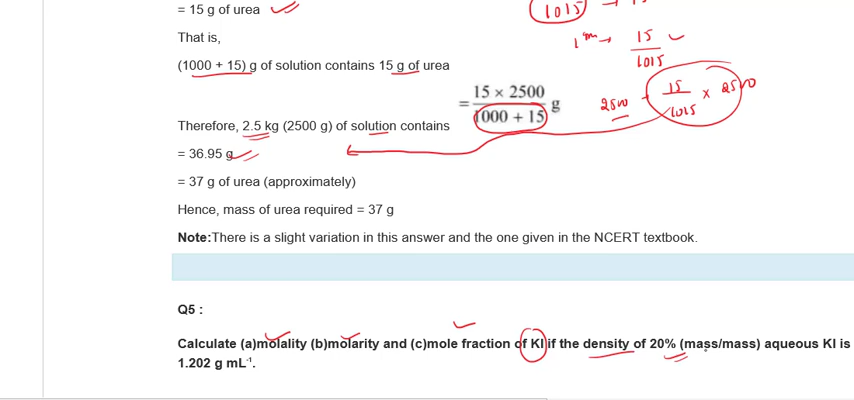 = 15 g of urea
1015
That is,
1 gm → 15/1015
(1000 + 15) g of solution contains 15 g of urea
= 15 × 2500 / 1000 + 15 g
2500 → 15/1015 × 2500
Therefore, 2.5 kg (2500 g) of solution contains
= 36.95 g
= 37 g of urea (approximately)
Hence, mass of urea required = 37 g
Note:There is a slight variation in this answer and the one given in the NCERT textbook.
Q5 :
Calculate (a)molality (b)molarity and (c)mole fraction of KI if the density of 20% (mass/mass) aqueous KI is
1.202 g mL⁻¹.